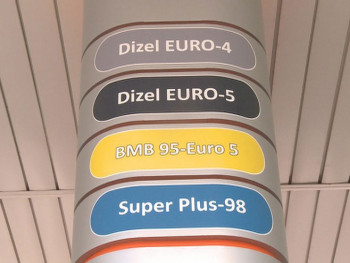 Dizel EURO-4
Dizel EURO-5
BMB 95-Euro 5
Super Plus-98